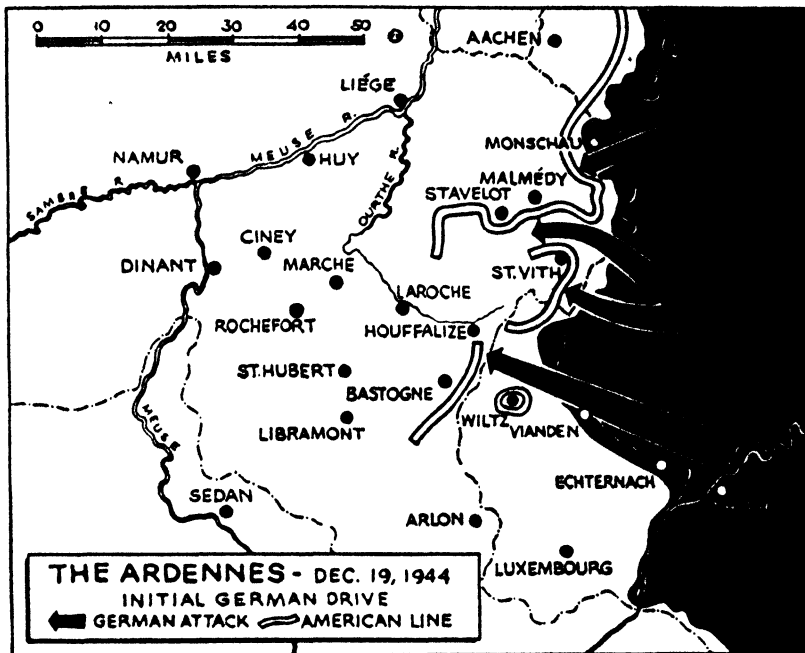 0 10 20 30 40 50
MILES
AACHEN
LIÉGE
MEUSE R.
HUY
NAMUR
SAMBRE R.
OURTHE R.
MONSCHAU
MALMÉDY
STAVELOT
CINEY
DINANT
MARCHE
ST. VITH
LAROCHE
ROCHEFORT
HOUFFALIZE
ST. HUBERT
BASTOGNE
WILTZ
VIANDEN
LIBRAMONT
MEUSE
ECHTERNACH
SEDAN
ARLON
LUXEMBOURG
THE ARDENNES - DEC. 19, 1944
INITIAL GERMAN DRIVE
GERMAN ATTACK AMERICAN LINE